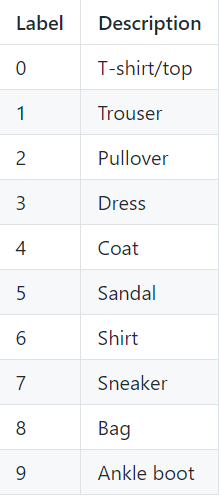 Label Description
0 T-shirt/top
1 Trouser
2 Pullover
3 Dress
4 Coat
5 Sandal
6 Shirt
7 Sneaker
8 Bag
9 Ankle boot